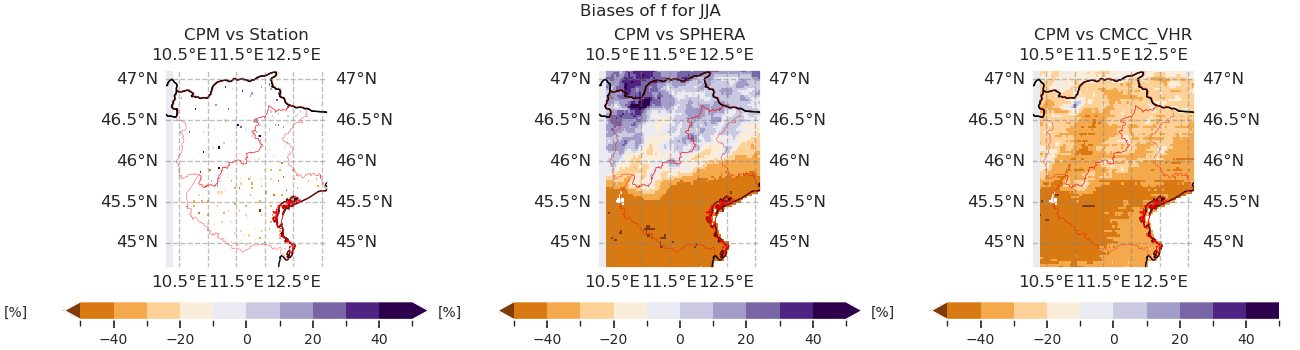 Biases of f for JJA
CPM vs Station
10.5°E 11.5°E 12.5°E
47°N 47°N
46.5°N 46.5°N
46°N 46°N
45.5°N 45.5°N
45°N 45°N
10.5°E 11.5°E 12.5°E
[%]
−40 −20 0 20 40
CPM vs SPHERA
10.5°E 11.5°E 12.5°E
47°N 47°N
46.5°N 46.5°N
46°N 46°N
45.5°N 45.5°N
45°N 45°N
10.5°E 11.5°E 12.5°E
[%]
−40 −20 0 20 40
CPM vs CMCC_VHR
10.5°E 11.5°E 12.5°E
47°N 47°N
46.5°N 46.5°N
46°N 46°N
45.5°N 45.5°N
45°N 45°N
10.5°E 11.5°E 12.5°E
[%]
−40 −20 0 20 40